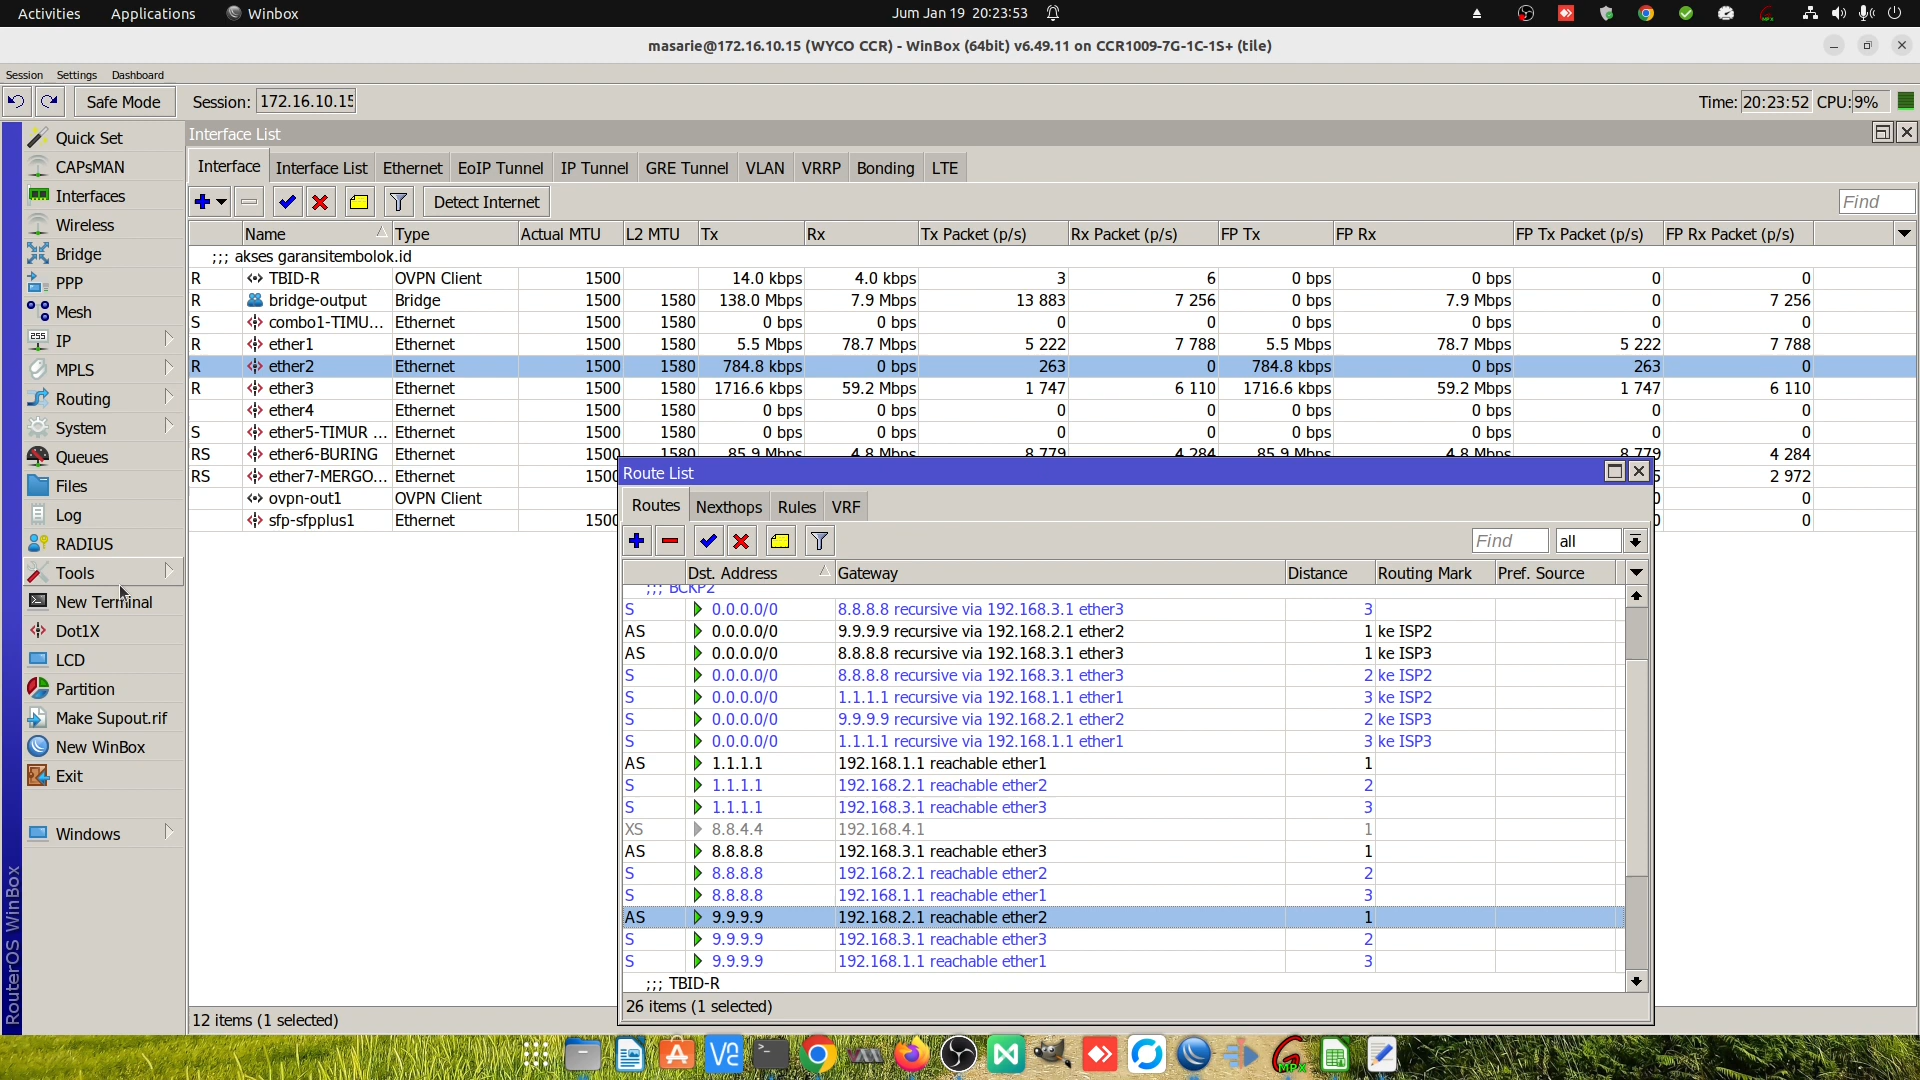 Activities Applications Winbox Jum Jan 19 20:23:53
masarie@172.16.10.15 (WYCO CCR) - WinBox (64bit) v6.49.11 on CCR1009-7G-1C-1S+ (tile)
Session Settings Dashboard
Safe Mode Session: 172.16.10.15 Time: 20:23:52 CPU: 9%
Quick Set
CAPsMAN
Interfaces
Wireless
Bridge
PPP
Mesh
IP
MPLS
Routing
System
Queues
Files
Log
RADIUS
Tools
New Terminal
Dot1X
LCD
Partition
Make Supout.rif
New WinBox
Exit
Windows
RouterOS WinBox
Interface List
Interface Interface List Ethernet EoIP Tunnel IP Tunnel GRE Tunnel VLAN VRRP Bonding LTE
Detect Internet Find
Name Type Actual MTU L2 MTU Tx Rx Tx Packet (p/s) Rx Packet (p/s) FP Tx FP Rx FP Tx Packet (p/s) FP Rx Packet (p/s)
;;; akses garansitembolok.id
R TBID-R OVPN Client 1500 14.0 kbps 4.0 kbps 3 6 0 bps 0 bps 0 0
R bridge-output Bridge 1500 1580 138.0 Mbps 7.9 Mbps 13 883 7 256 0 bps 7.9 Mbps 0 7 256
S combo1-TIMU... Ethernet 1500 1580 0 bps 0 bps 0 0 0 bps 0 bps 0 0
R ether1 Ethernet 1500 1580 5.5 Mbps 78.7 Mbps 5 222 7 788 5.5 Mbps 78.7 Mbps 5 222 7 788
R ether2 Ethernet 1500 1580 784.8 kbps 0 bps 263 0 784.8 kbps 0 bps 263 0
R ether3 Ethernet 1500 1580 1716.6 kbps 59.2 Mbps 1 747 6 110 1716.6 kbps 59.2 Mbps 1 747 6 110
ether4 Ethernet 1500 1580 0 bps 0 bps 0 0 0 bps 0 bps 0 0
S ether5-TIMUR ... Ethernet 1500 1580 0 bps 0 bps 0 0 0 bps 0 bps 0 0
RS ether6-BURING Ethernet 1500 1580 85.9 Mbps 4.8 Mbps 8 779 4 284 85.9 Mbps 4.8 Mbps 8 779 4 284
RS ether7-MERGO... Ethernet 1500 2 972
ovpn-out1 OVPN Client 0
sfp-sfpplus1 Ethernet 1500 0
12 items (1 selected)
Route List
Routes Nexthops Rules VRF
Find all
Dst. Address Gateway Distance Routing Mark Pref. Source
;;; BCKP2
S 0.0.0.0/0 8.8.8.8 recursive via 192.168.3.1 ether3 3
AS 0.0.0.0/0 9.9.9.9 recursive via 192.168.2.1 ether2 1 ke ISP2
AS 0.0.0.0/0 8.8.8.8 recursive via 192.168.3.1 ether3 1 ke ISP3
S 0.0.0.0/0 8.8.8.8 recursive via 192.168.3.1 ether3 2 ke ISP2
S 0.0.0.0/0 1.1.1.1 recursive via 192.168.1.1 ether1 3 ke ISP2
S 0.0.0.0/0 9.9.9.9 recursive via 192.168.2.1 ether2 2 ke ISP3
S 0.0.0.0/0 1.1.1.1 recursive via 192.168.1.1 ether1 3 ke ISP3
AS 1.1.1.1 192.168.1.1 reachable ether1 1
S 1.1.1.1 192.168.2.1 reachable ether2 2
S 1.1.1.1 192.168.3.1 reachable ether3 3
XS 8.8.4.4 192.168.4.1 1
AS 8.8.8.8 192.168.3.1 reachable ether3 1
S 8.8.8.8 192.168.2.1 reachable ether2 2
S 8.8.8.8 192.168.1.1 reachable ether1 3
AS 9.9.9.9 192.168.2.1 reachable ether2 1
S 9.9.9.9 192.168.3.1 reachable ether3 2
S 9.9.9.9 192.168.1.1 reachable ether1 3
;;; TBID-R
26 items (1 selected)